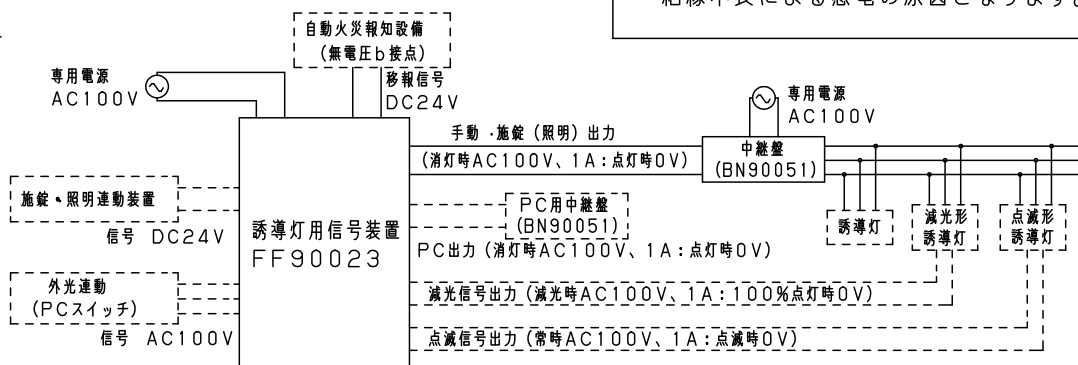 結線不良による感電の原因となります。
自動火災報知設備
(無電圧b接点)
専用電源
AC100V
移報信号
DC24V
専用電源
AC100V
手動・施錠(照明)出力
(消灯時AC100V、1A:点灯時0V)
中継盤
(BN90051)
施錠・照明連動装置
信号 DC24V
誘導灯用信号装置
FF90023
PC用中継盤
(BN90051)
PC出力(消灯時AC100V、1A:点灯時0V)
誘導灯
減光形
誘導灯
点滅形
誘導灯
外光連動
(PCスイッチ)
信号 AC100V
減光信号出力(減光時AC100V、1A:100%点灯時0V)
点滅信号出力(常時AC100V、1A:点滅時0V)